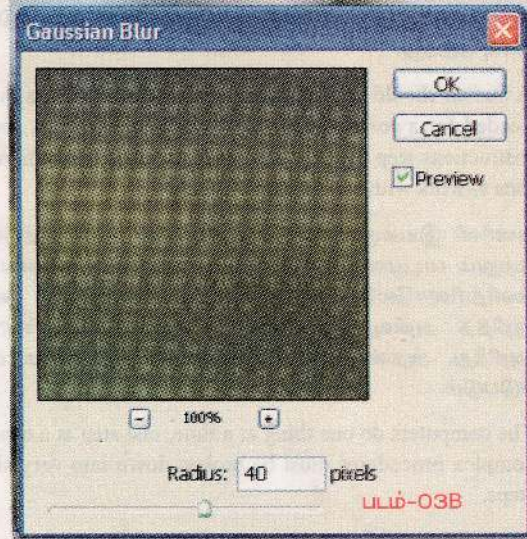 Gaussian Blur
OK
Cancel
Preview
100%
Radius: 40 pixels
படம்-03B